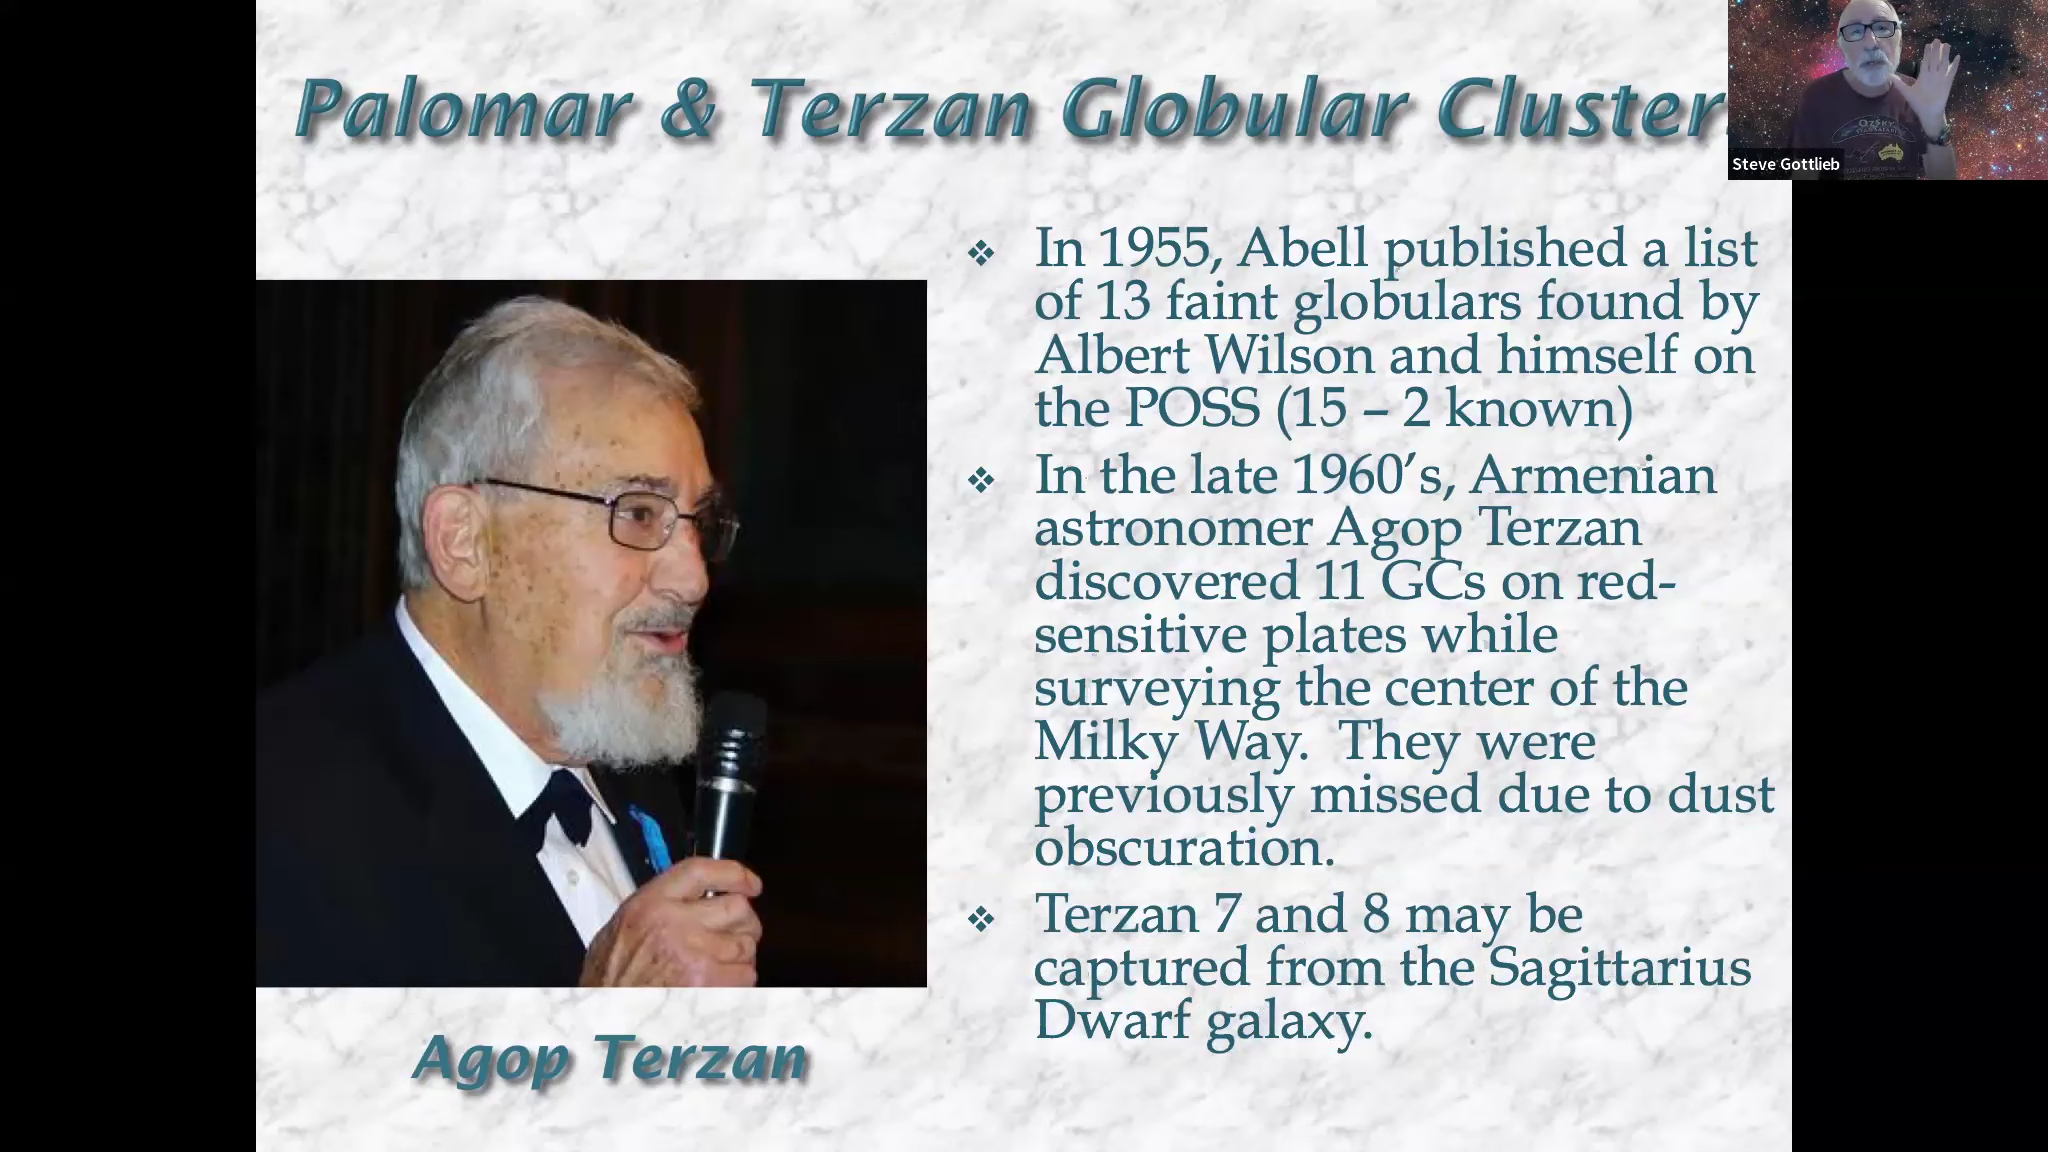 Palomar & Terzan Globular Cluster
Steve Gottlieb
OZSKY
❖ In 1955, Abell published a list
of 13 faint globulars found by
Albert Wilson and himself on
the POSS (15 – 2 known)
❖ In the late 1960’s, Armenian
astronomer Agop Terzan
discovered 11 GCs on red-
sensitive plates while
surveying the center of the
Milky Way. They were
previously missed due to dust
obscuration.
❖ Terzan 7 and 8 may be
captured from the Sagittarius
Dwarf galaxy.
Agop Terzan